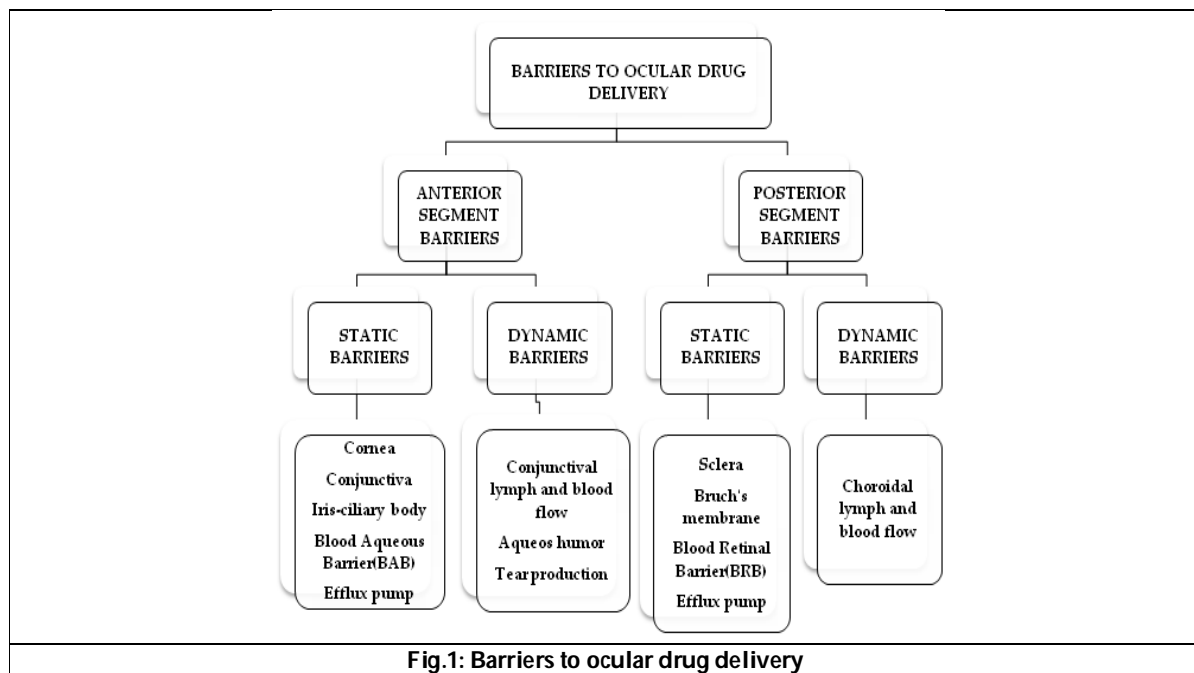 BARRIERS TO OCULAR DRUG
DELIVERY
ANTERIOR
SEGMENT
BARRIERS
POSTERIOR
SEGMENT
BARRIERS
STATIC
BARRIERS
DYNAMIC
BARRIERS
STATIC
BARRIERS
DYNAMIC
BARRIERS
Cornea
Conjunctiva
Iris-ciliary body
Blood Aqueous
Barrier(BAB)
Efflux pump
Conjunctival
lymph and blood
flow
Aqueos humor
Tear production
Sclera
Bruch's
membrane
Blood Retinal
Barrier(BRB)
Efflux pump
Choroidal
lymph and
blood flow
Fig.1: Barriers to ocular drug delivery